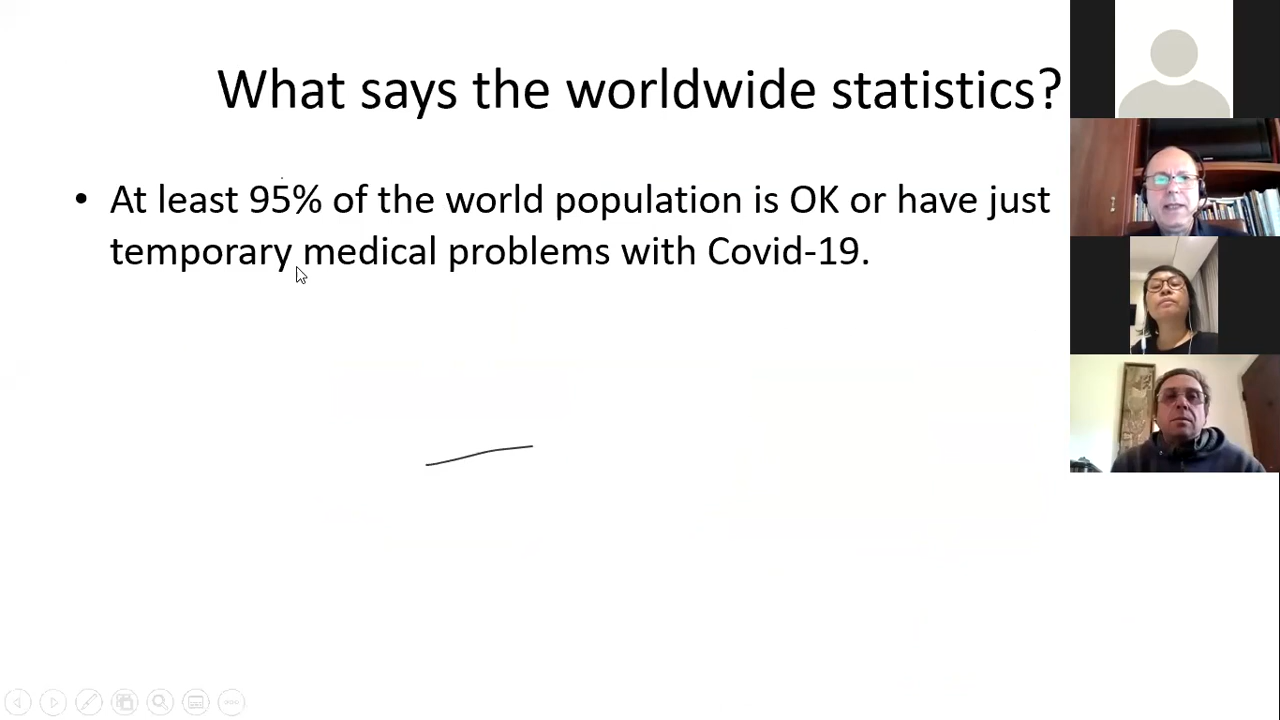 What says the worldwide statistics?
• At least 95% of the world population is OK or have just
temporary medical problems with Covid-19.